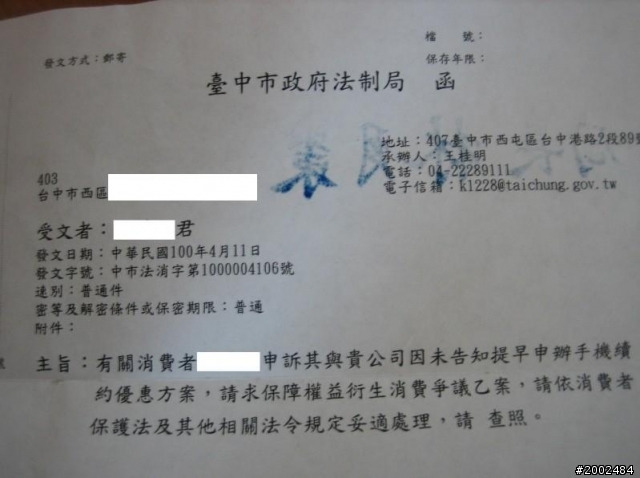 檔　　號：
保存年限：
發文方式：郵寄
臺中市政府法制局　函
地址：407臺中市西屯區台中港路2段89號
承辦人：王桂明
電話：04-22289111
電子信箱：k1228@taichung.gov.tw
403
台中市西區
受文者：君
發文日期：中華民國100年4月11日
發文字號：中市法消字第1000004106號
速別：普通件
密等及解密條件或保密期限：普通
附件：
主旨：有關消費者申訴其與貴公司因未告知提早申辦手機續
約優惠方案，請求保障權益衍生消費爭議乙案，請依消費者
保護法及其他相關法令規定妥適處理，請 查照。
#2002484